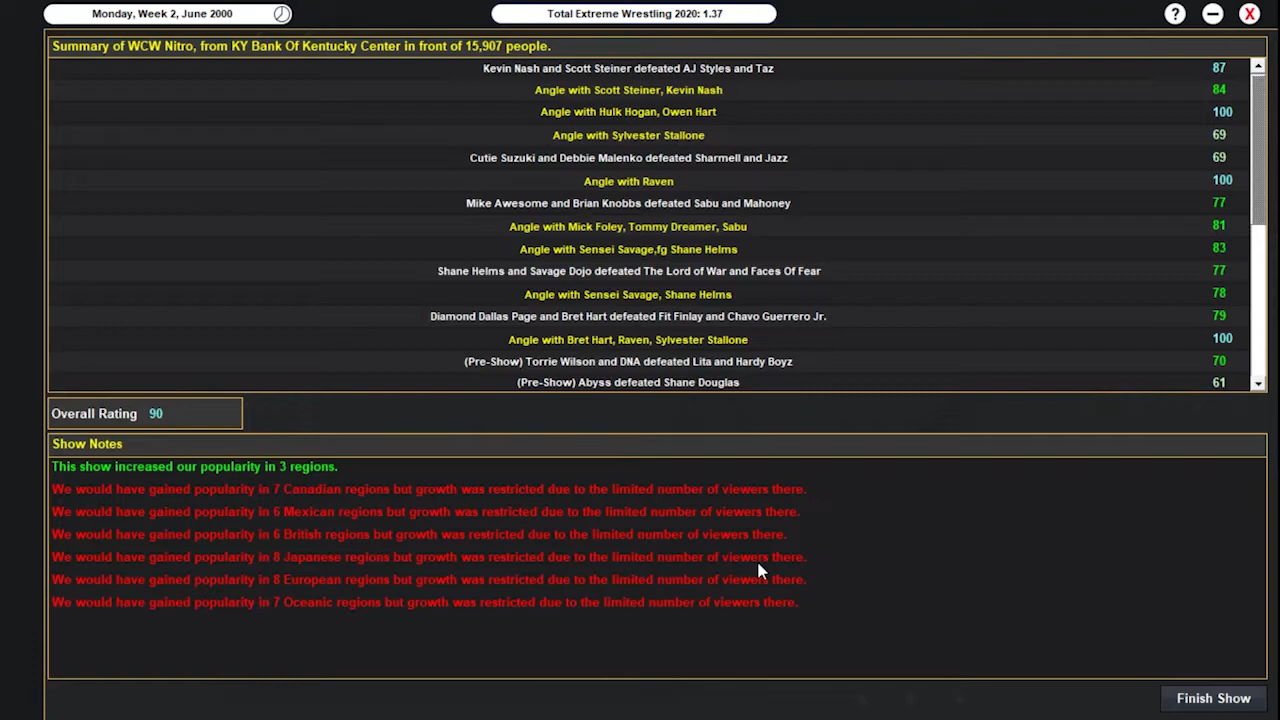 Monday, Week 2, June 2000
Total Extreme Wrestling 2020: 1.37
?
X
Summary of WCW Nitro, from KY Bank Of Kentucky Center in front of 15,907 people.
Kevin Nash and Scott Steiner defeated AJ Styles and Taz 87
Angle with Scott Steiner, Kevin Nash 84
Angle with Hulk Hogan, Owen Hart 100
Angle with Sylvester Stallone 69
Cutie Suzuki and Debbie Malenko defeated Sharmell and Jazz 69
Angle with Raven 100
Mike Awesome and Brian Knobbs defeated Sabu and Mahoney 77
Angle with Mick Foley, Tommy Dreamer, Sabu 81
Angle with Sensei Savage,fg Shane Helms 83
Shane Helms and Savage Dojo defeated The Lord of War and Faces Of Fear 77
Angle with Sensei Savage, Shane Helms 78
Diamond Dallas Page and Bret Hart defeated Fit Finlay and Chavo Guerrero Jr. 79
Angle with Bret Hart, Raven, Sylvester Stallone 100
(Pre-Show) Torrie Wilson and DNA defeated Lita and Hardy Boyz 70
(Pre-Show) Abyss defeated Shane Douglas 61
Overall Rating 90
Show Notes
This show increased our popularity in 3 regions.
We would have gained popularity in 7 Canadian regions but growth was restricted due to the limited number of viewers there.
We would have gained popularity in 6 Mexican regions but growth was restricted due to the limited number of viewers there.
We would have gained popularity in 6 British regions but growth was restricted due to the limited number of viewers there.
We would have gained popularity in 8 Japanese regions but growth was restricted due to the limited number of viewers there.
We would have gained popularity in 8 European regions but growth was restricted due to the limited number of viewers there.
We would have gained popularity in 7 Oceanic regions but growth was restricted due to the limited number of viewers there.
Finish Show